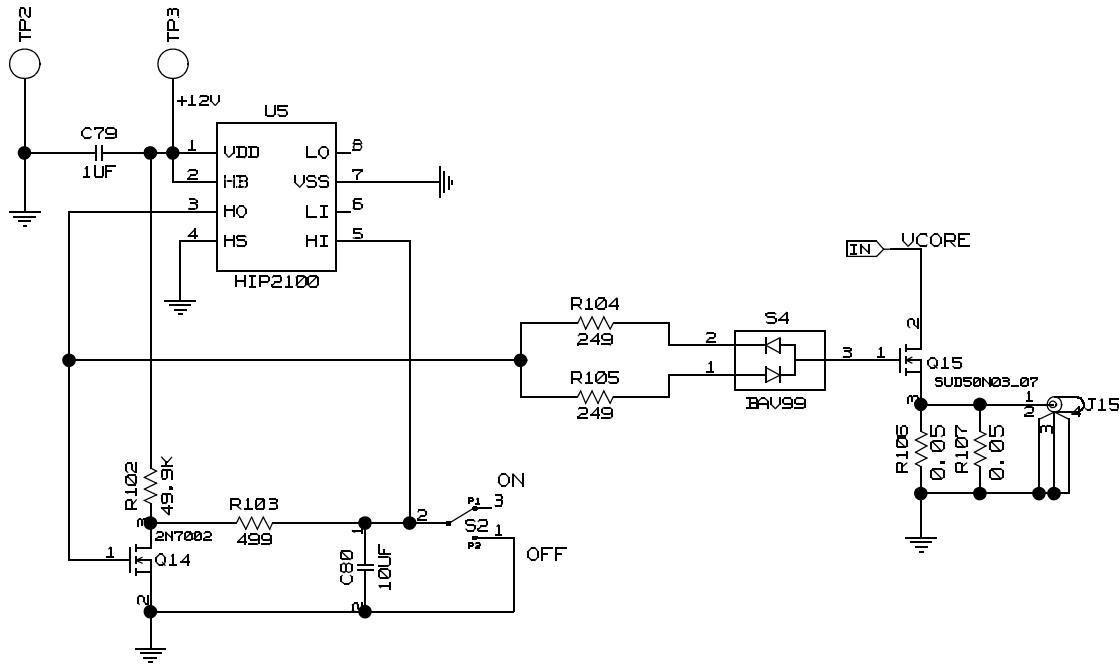 TP2
TP3
+12V
U5
C79
1UF
1 VDD LO 8
2 HB VSS 7
3 HO LI 6
4 HS HI 5
HIP2100
IN VCORE
R104
249
S4
2
1
3
1
2
Q15
SUD50N03_07
3
R105
249
BAV99
1
2
3
4
J15
R106
0.05
R107
0.05
R102
49.9K
3
2N7002
1
Q14
2
R103
499
1
C80
10UF
2
2
ON
P1
3
S2
1
P2
OFF